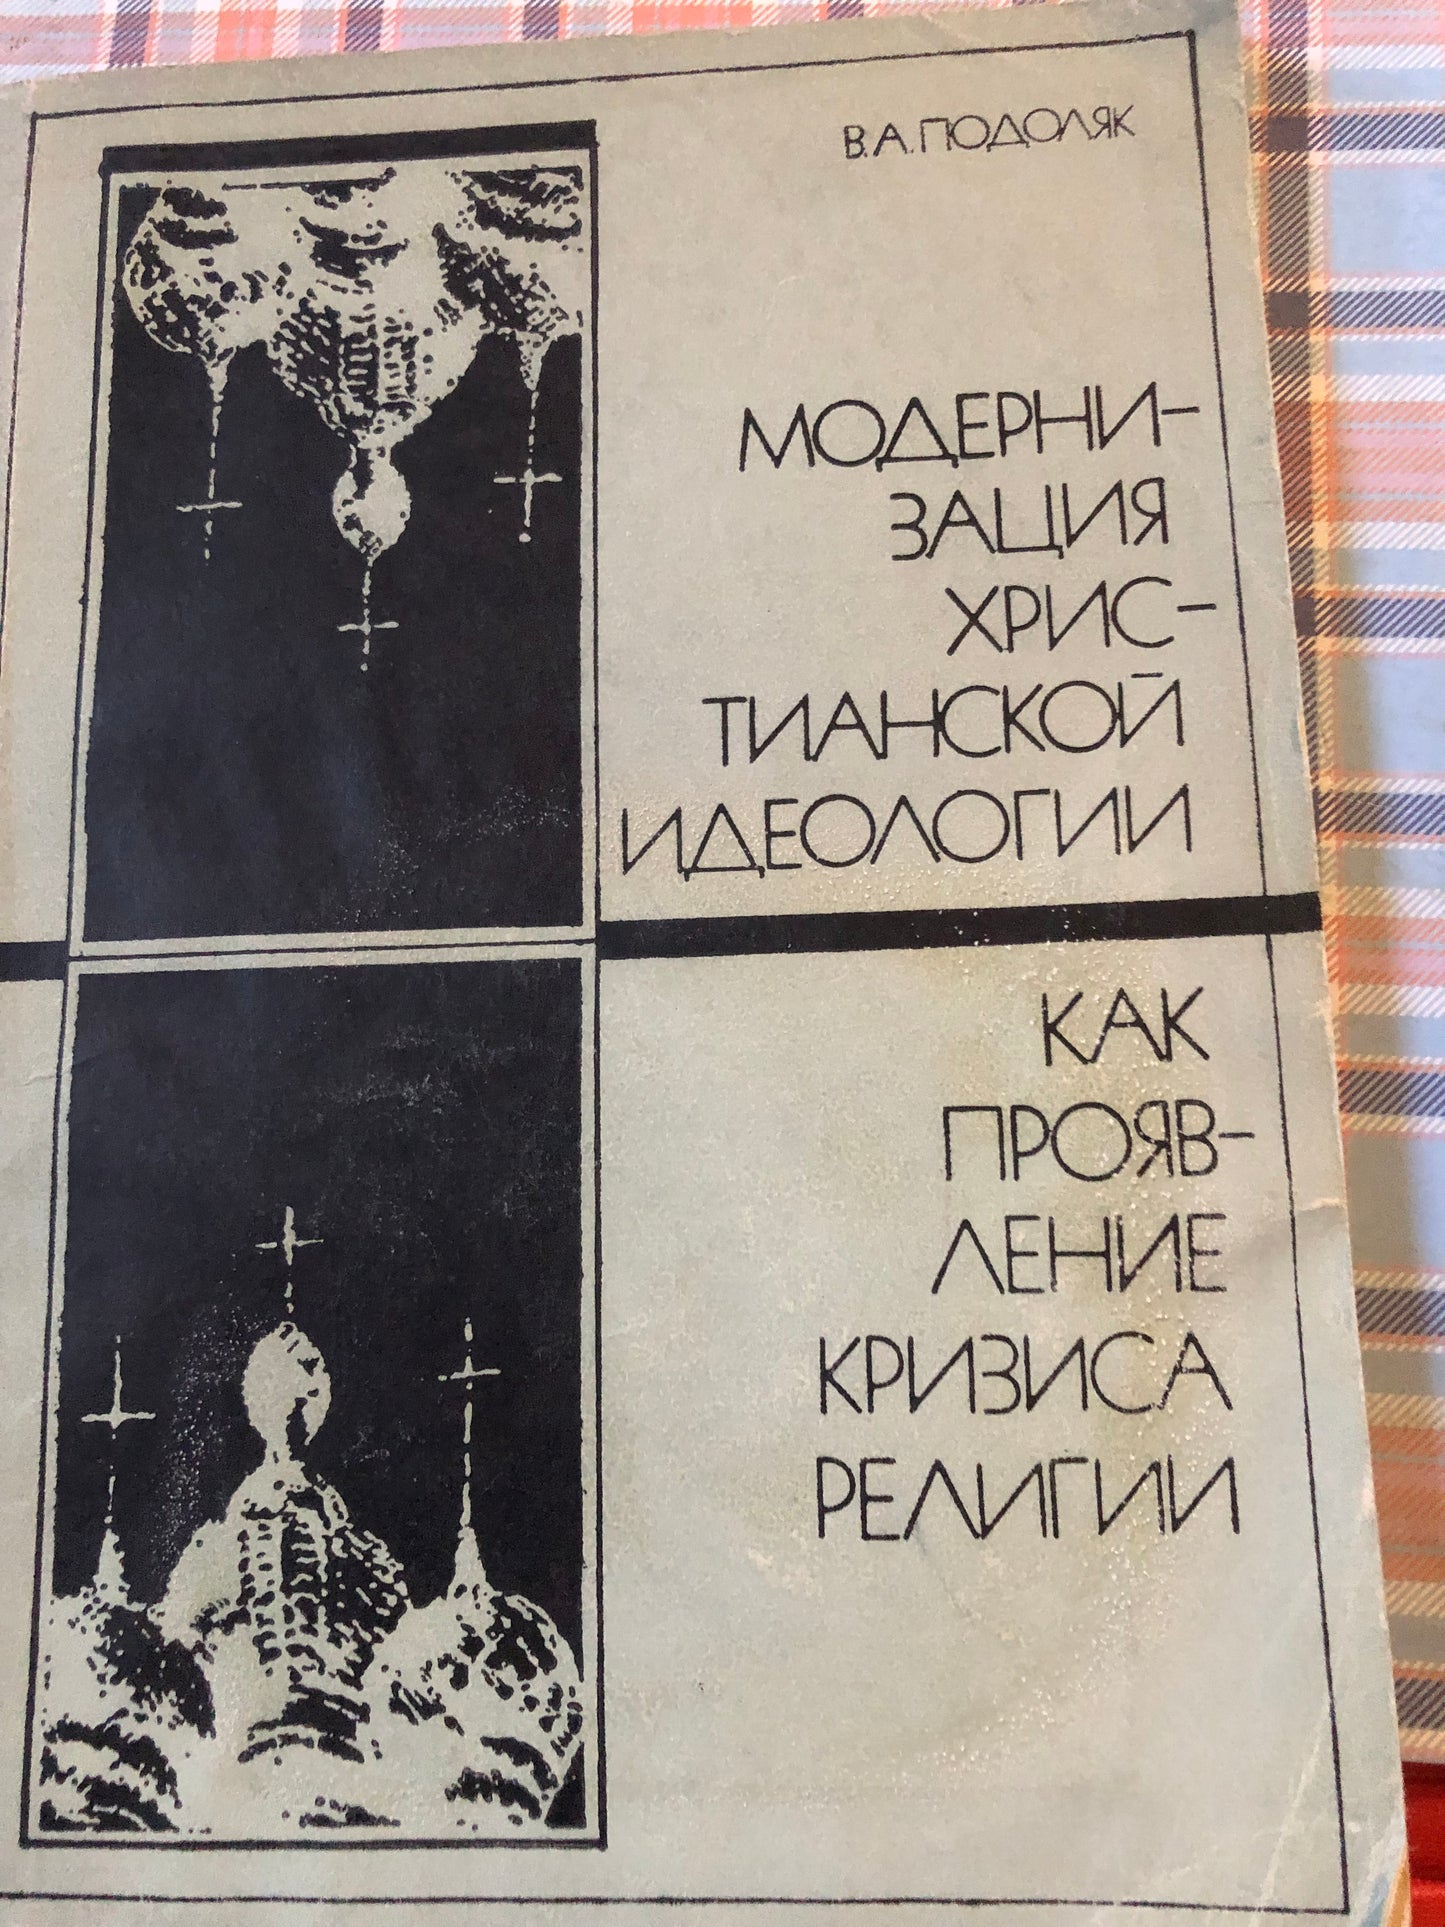 В.А. ПОДОЛЯК
МОДЕРНИ-
ЗАЦИЯ
ХРИС-
ТИАНСКОЙ
ИДЕОЛОГИИ
КАК
ПРОЯВ-
ЛЕНИЕ
КРИЗИСА
РЕЛИГИИ